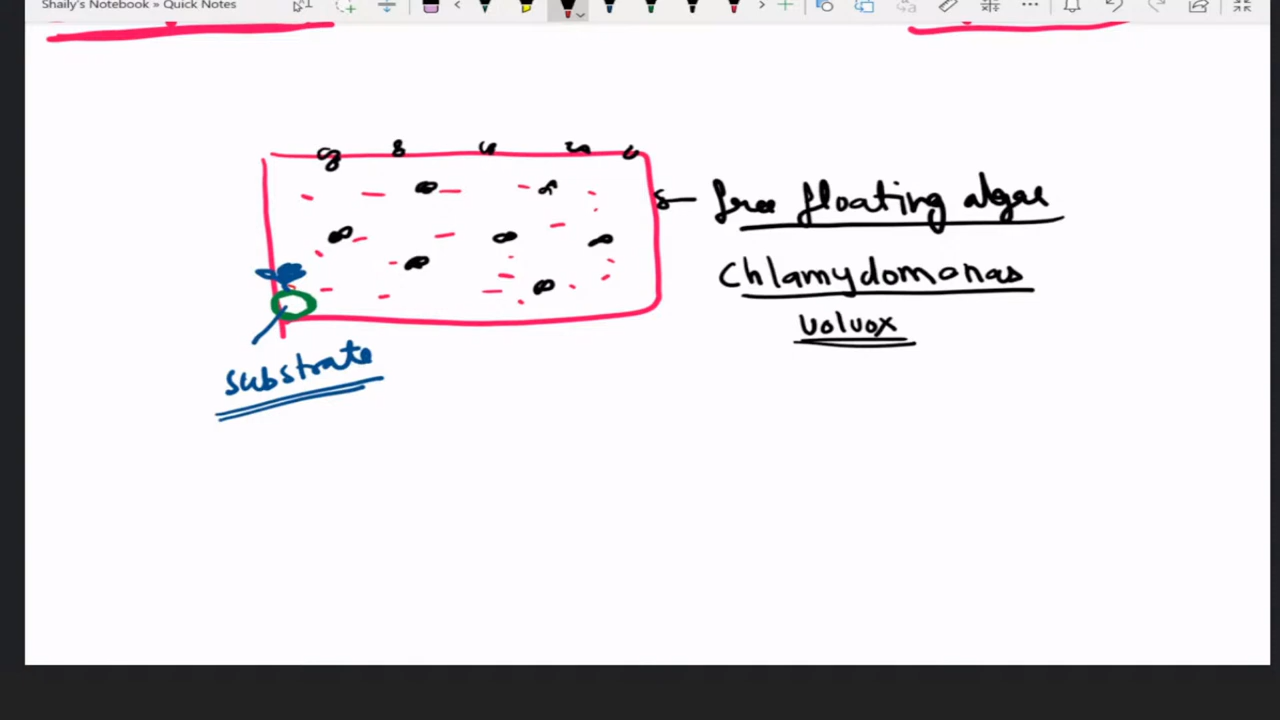 Shaily's Notebook » Quick Notes
free floating algae
Chlamydomonas
volvox
substrate